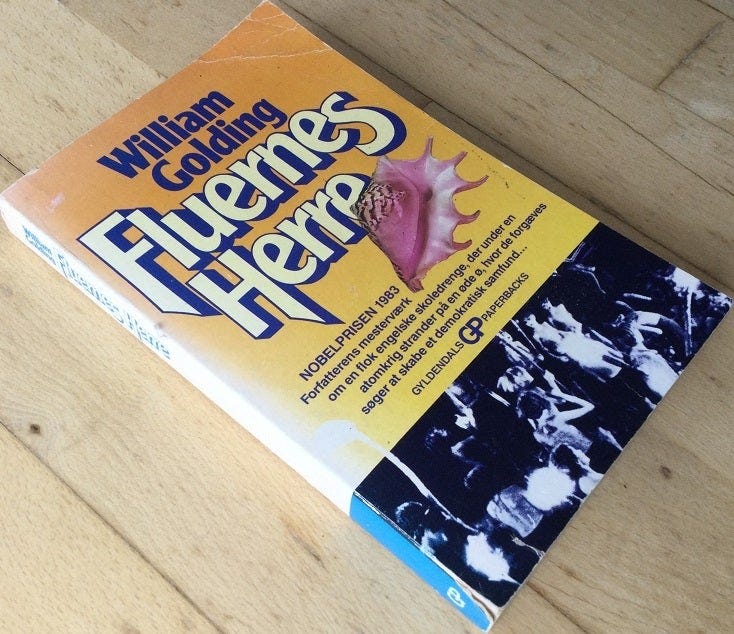 William
Golding
Fluernes
Herre
NOBELPRISEN 1983
Forfatterens mesterværk
om en flok engelske skoledrenge, der under en
atomkrig strander på en øde ø, hvor de forgæves
søger at skabe et demokratisk samfund...
GYLDENDALS GP PAPERBACKS
William
Golding
Fluernes Herre